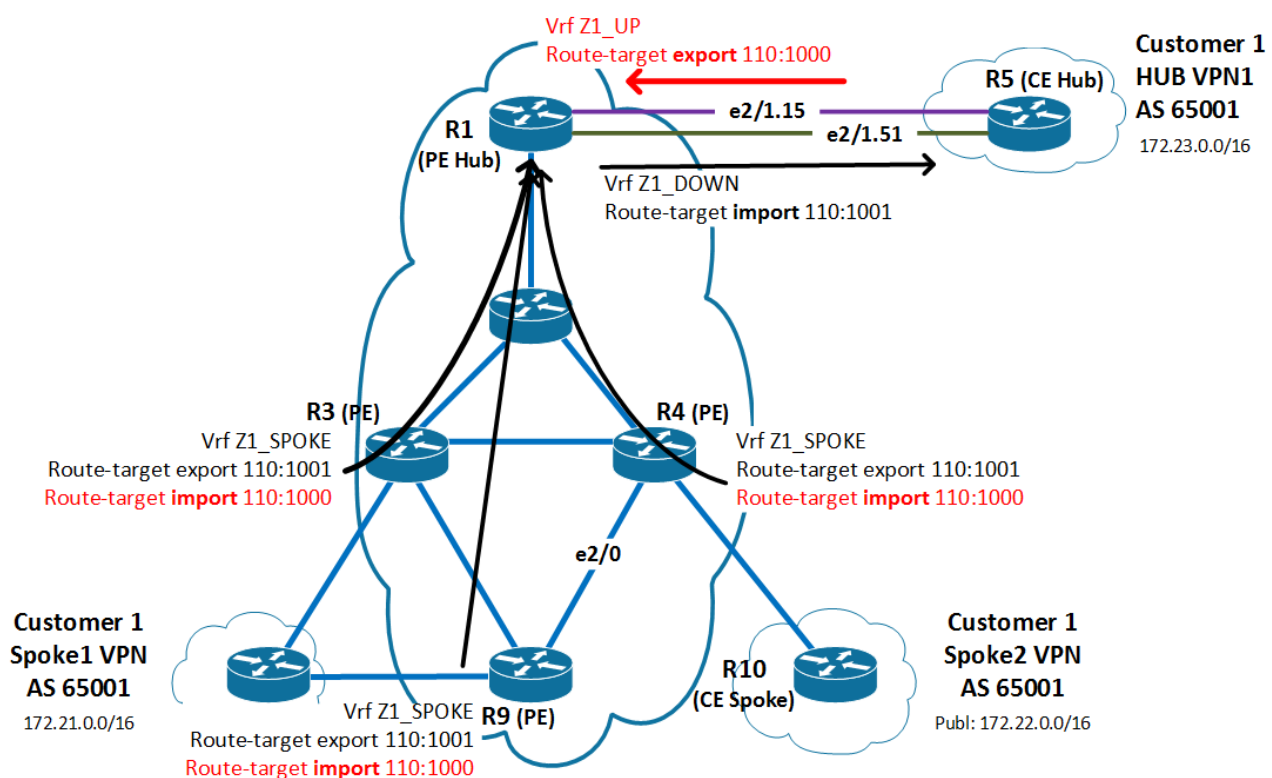 Vrf Z1_UP
Route-target export 110:1000
Customer 1
HUB VPN1
AS 65001
172.23.0.0/16
R5 (CE Hub)
R1
(PE Hub)
e2/1.15
e2/1.51
Vrf Z1_DOWN
Route-target import 110:1001
R3 (PE)
Vrf Z1_SPOKE
Route-target export 110:1001
Route-target import 110:1000
R4 (PE)
Vrf Z1_SPOKE
Route-target export 110:1001
Route-target import 110:1000
e2/0
Customer 1
Spoke1 VPN
AS 65001
172.21.0.0/16
R9 (PE)
Vrf Z1_SPOKE
Route-target export 110:1001
Route-target import 110:1000
R10
(CE Spoke)
Customer 1
Spoke2 VPN
AS 65001
Publ: 172.22.0.0/16